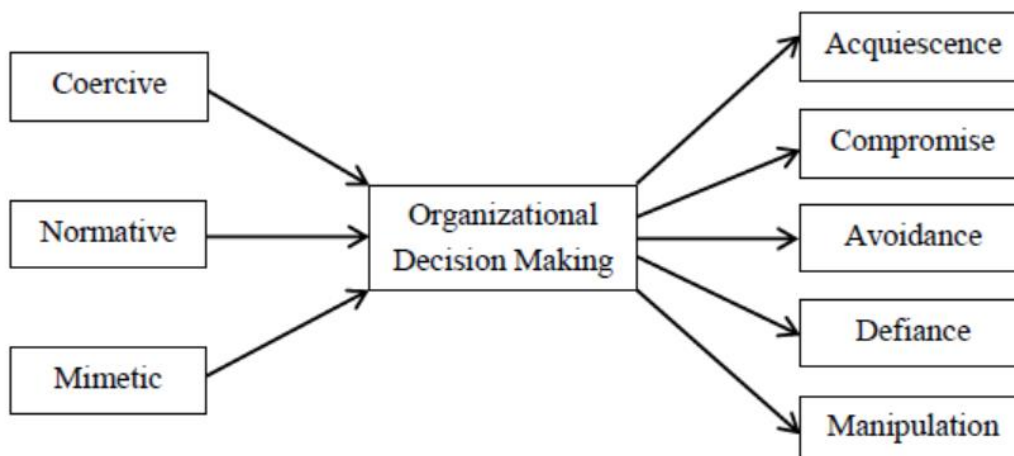 Coercive
Normative
Mimetic
Organizational
Decision Making
Acquiescence
Compromise
Avoidance
Defiance
Manipulation